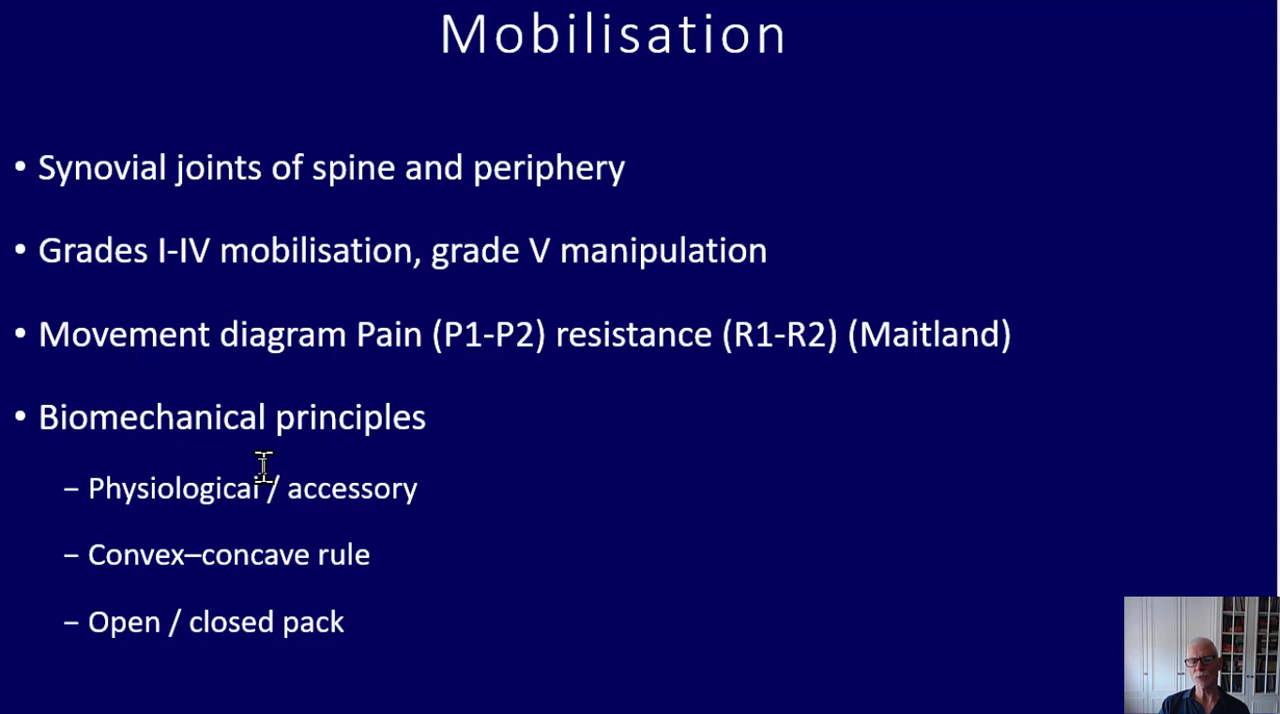 Mobilisation
• Synovial joints of spine and periphery
• Grades I-IV mobilisation, grade V manipulation
• Movement diagram Pain (P1-P2) resistance (R1-R2) (Maitland)
• Biomechanical principles
– Physiological / accessory
– Convex–concave rule
– Open / closed pack